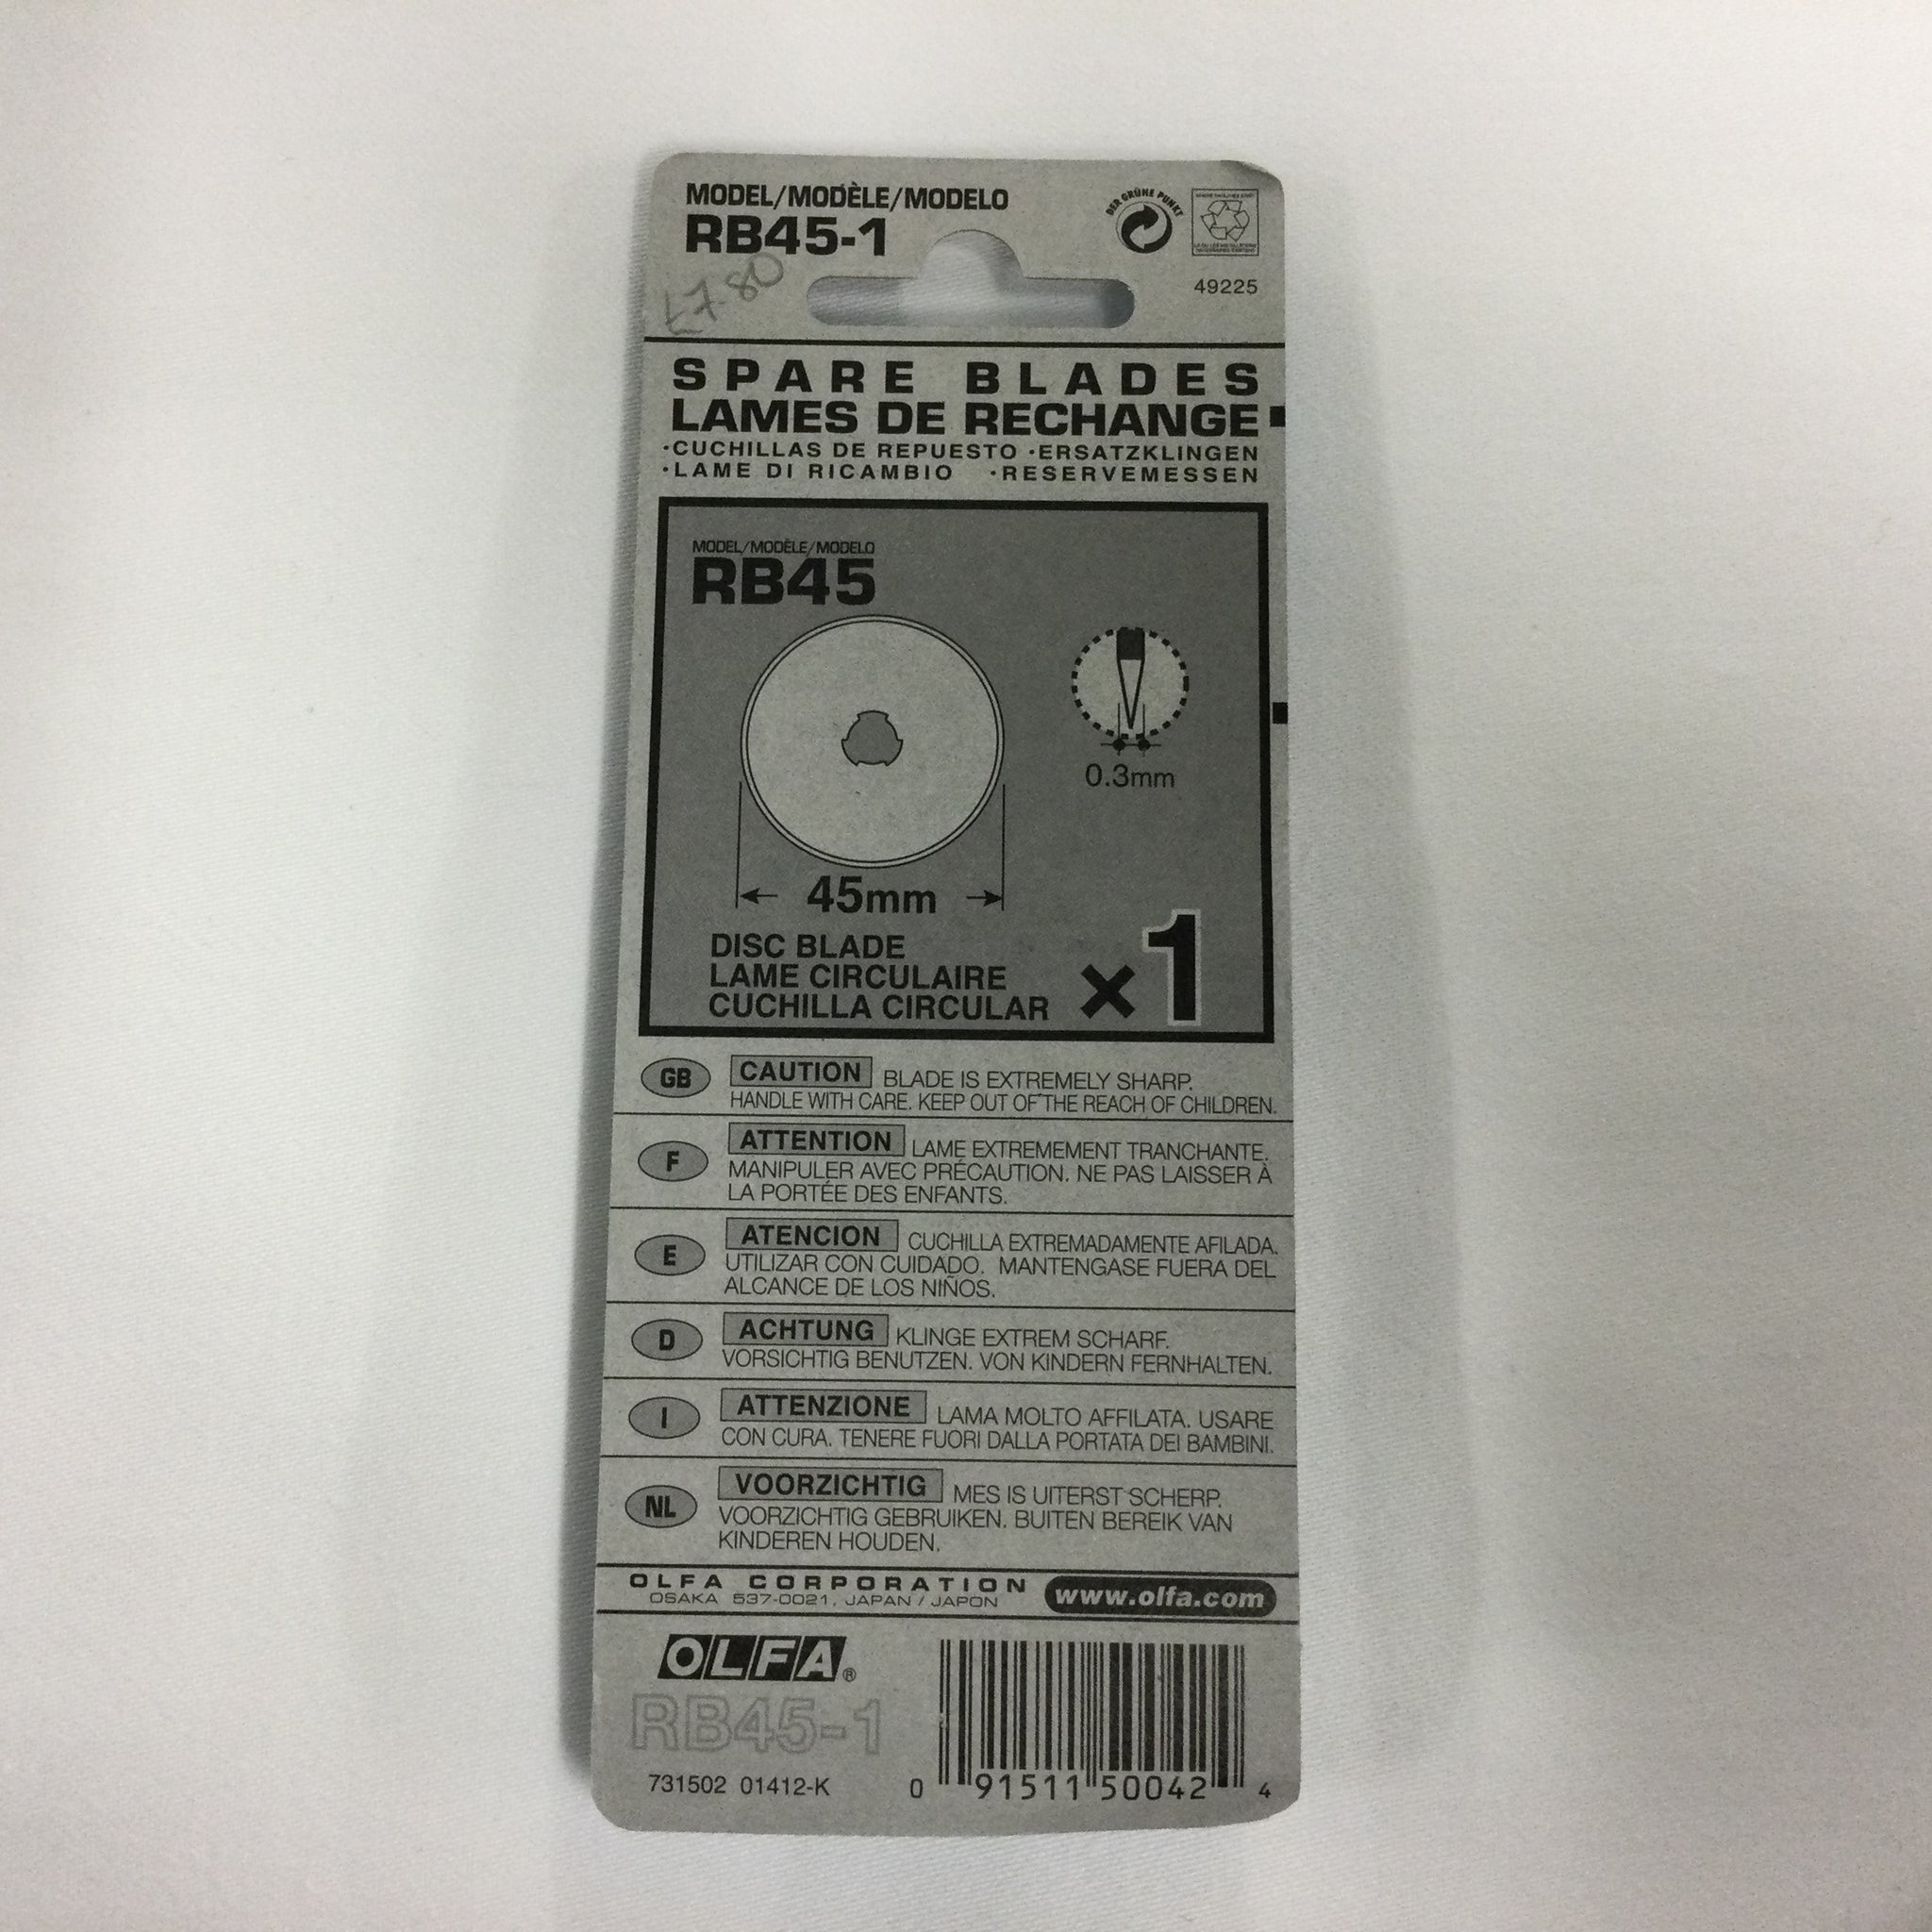 MODEL/MODÈLE/MODELO
RB45-1
£7.80
DER GRÜNE PUNKT
49225
SPARE BLADES
LAMES DE RECHANGE
·CUCHILLAS DE REPUESTO ·ERSATZKLINGEN
·LAME DI RICAMBIO ·RESERVEMESSEN
MODEL/MODÈLE/MODELO
RB45
0.3mm
45mm
DISC BLADE
LAME CIRCULAIRE
CUCHILLA CIRCULAR
×1
GB CAUTION BLADE IS EXTREMELY SHARP.
HANDLE WITH CARE. KEEP OUT OF THE REACH OF CHILDREN.
F ATTENTION LAME EXTREMEMENT TRANCHANTE.
MANIPULER AVEC PRÉCAUTION. NE PAS LAISSER À
LA PORTÉE DES ENFANTS.
E ATENCION CUCHILLA EXTREMADAMENTE AFILADA.
UTILIZAR CON CUIDADO. MANTENGASE FUERA DEL
ALCANCE DE LOS NIÑOS.
D ACHTUNG KLINGE EXTREM SCHARF.
VORSICHTIG BENUTZEN. VON KINDERN FERNHALTEN.
I ATTENZIONE LAMA MOLTO AFFILATA. USARE
CON CURA. TENERE FUORI DALLA PORTATA DEI BAMBINI.
NL VOORZICHTIG MES IS UITERST SCHERP.
VOORZICHTIG GEBRUIKEN. BUITEN BEREIK VAN
KINDEREN HOUDEN.
OLFA CORPORATION
OSAKA 537-0021, JAPAN / JAPON
www.olfa.com
OLFA®
RB45-1
731502 01412-K
0 91511 50042 4